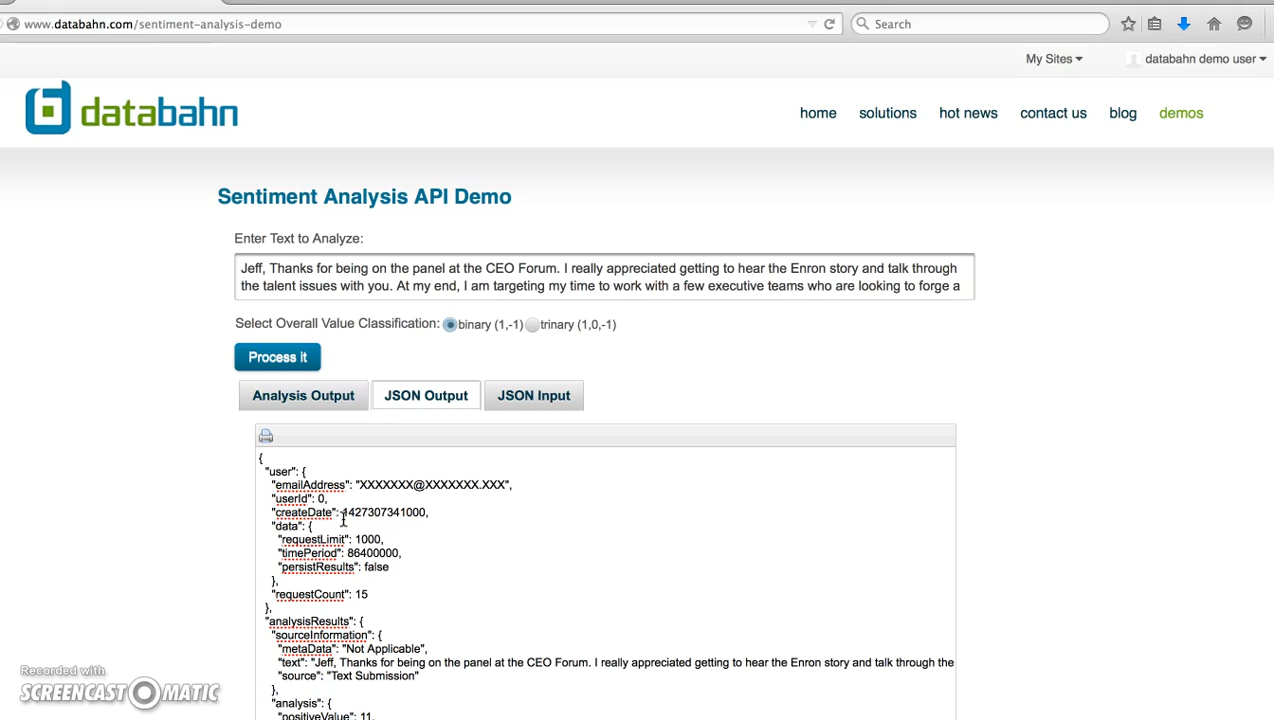 www.databahn.com/sentiment-analysis-demo
Search
My Sites
databahn demo user
databahn
home
solutions
hot news
contact us
blog
demos
Sentiment Analysis API Demo
Enter Text to Analyze:
Jeff, Thanks for being on the panel at the CEO Forum. I really appreciated getting to hear the Enron story and talk through
the talent issues with you. At my end, I am targeting my time to work with a few executive teams who are looking to forge a
Select Overall Value Classification: binary (1,-1) trinary (1,0,-1)
Process it
Analysis Output
JSON Output
JSON Input
{
"user": {
"emailAddress": "XXXXXXX@XXXXXXX.XXX",
"userId": 0,
"createDate": 1427307341000,
"data": {
"requestLimit": 1000,
"timePeriod": 86400000,
"persistResults": false
},
"requestCount": 15
},
"analysisResults": {
"sourceInformation": {
"metaData": "Not Applicable",
"text": "Jeff, Thanks for being on the panel at the CEO Forum. I really appreciated getting to hear the Enron story and talk through the
"source": "Text Submission"
},
"analysis": {
"positiveValue": 11,
Recorded with
SCREENCAST MATIC